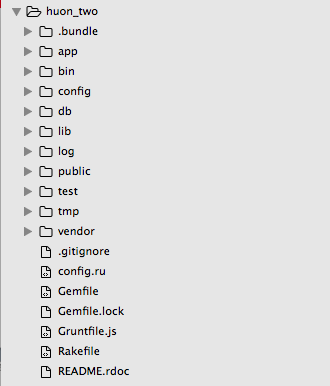 huon_two
.bundle
app
bin
config
db
lib
log
public
test
tmp
vendor
.gitignore
config.ru
Gemfile
Gemfile.lock
Gruntfile.js
Rakefile
README.rdoc